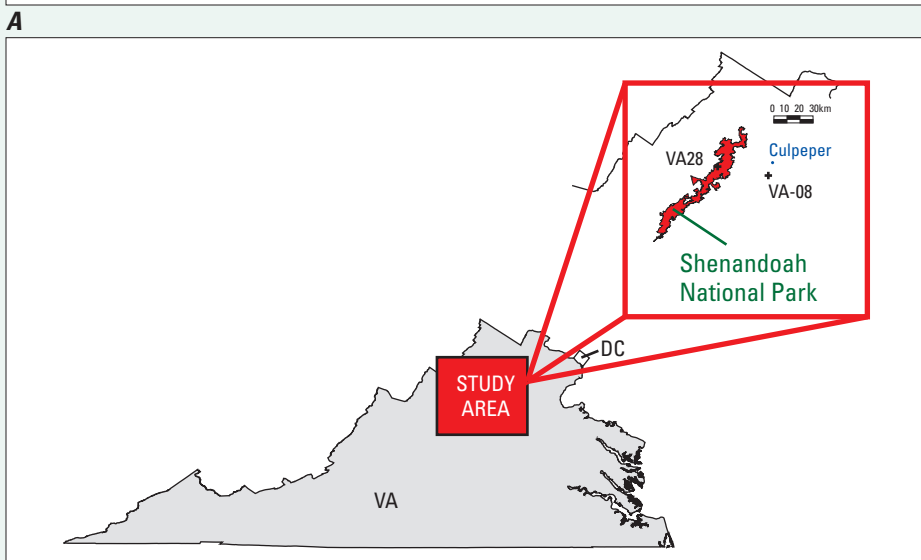 A
0 10 20 30km
Culpeper
VA28
VA-08
Shenandoah
National Park
DC
STUDY
AREA
VA